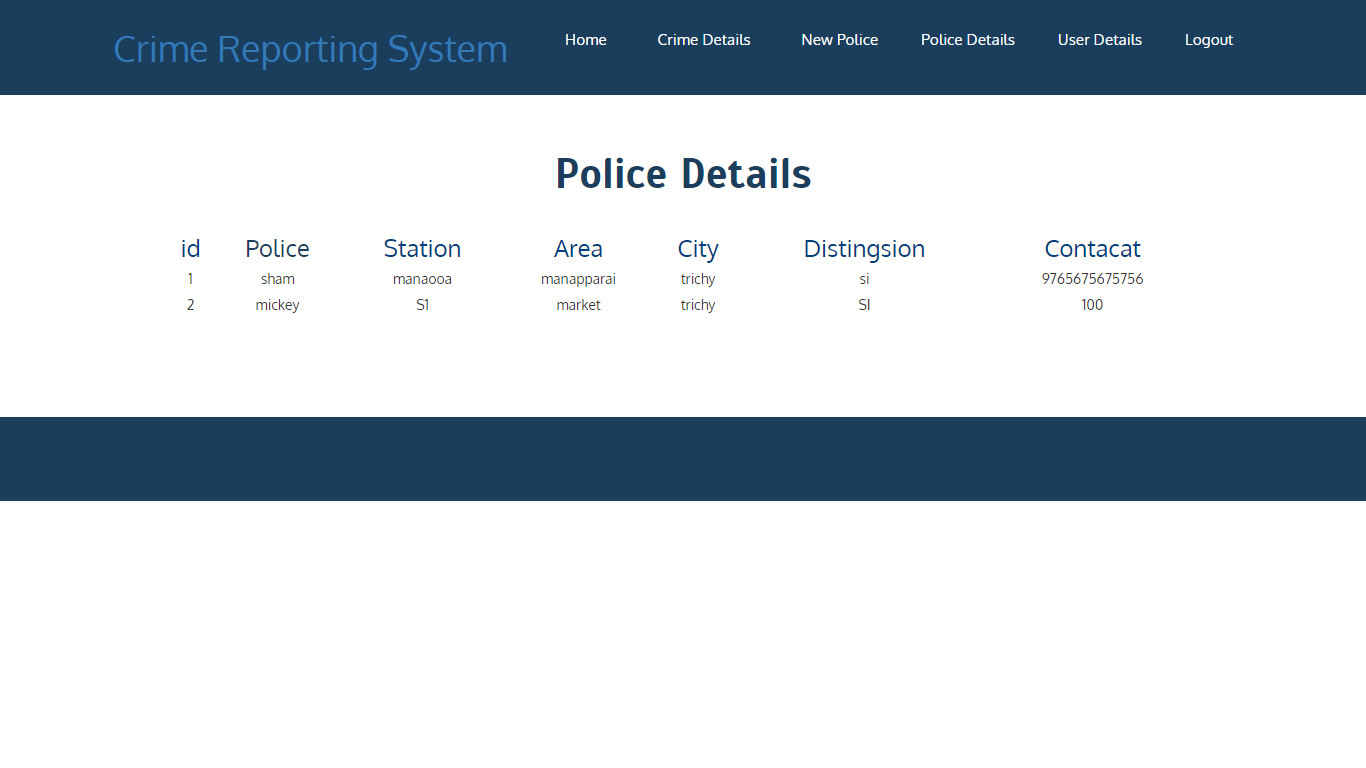 Crime Reporting System Home Crime Details New Police Police Details User Details Logout
Police Details
id Police Station Area City Distingsion Contacat
1 sham manaooa manapparai trichy si 9765675675756
2 mickey S1 market trichy SI 100